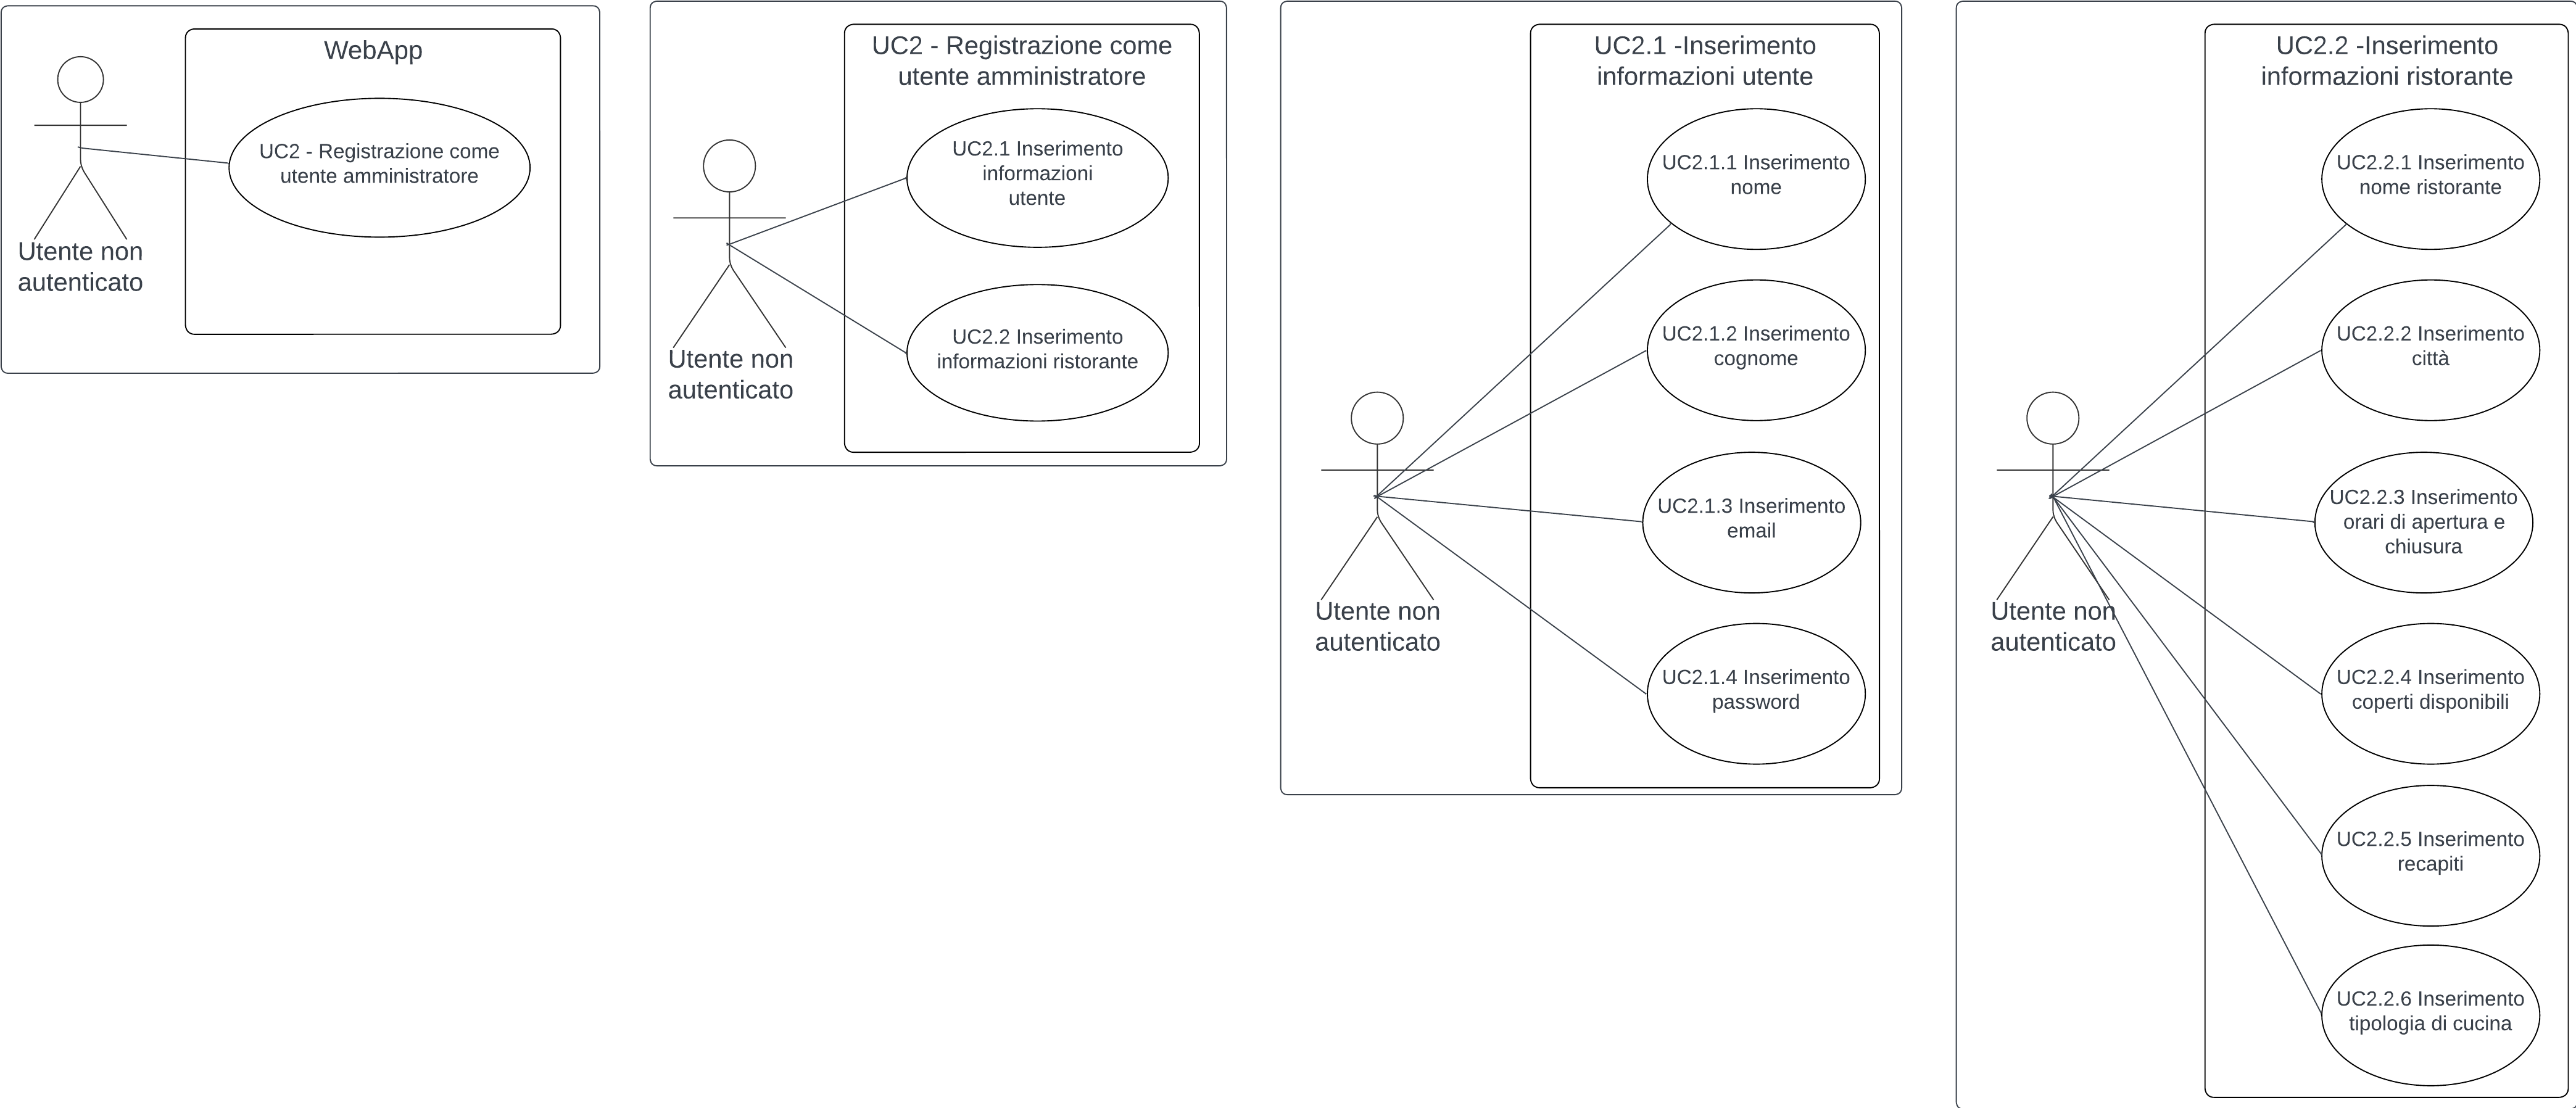 WebApp
UC2 - Registrazione come
utente amministratore
Utente non
autenticato
UC2 - Registrazione come
utente amministratore
UC2.1 Inserimento
informazioni
utente
UC2.2 Inserimento
informazioni ristorante
Utente non
autenticato
UC2.1 -Inserimento
informazioni utente
UC2.1.1 Inserimento
nome
UC2.1.2 Inserimento
cognome
UC2.1.3 Inserimento
email
UC2.1.4 Inserimento
password
Utente non
autenticato
UC2.2 -Inserimento
informazioni ristorante
UC2.2.1 Inserimento
nome ristorante
UC2.2.2 Inserimento
città
UC2.2.3 Inserimento
orari di apertura e
chiusura
UC2.2.4 Inserimento
coperti disponibili
UC2.2.5 Inserimento
recapiti
UC2.2.6 Inserimento
tipologia di cucina
Utente non
autenticato